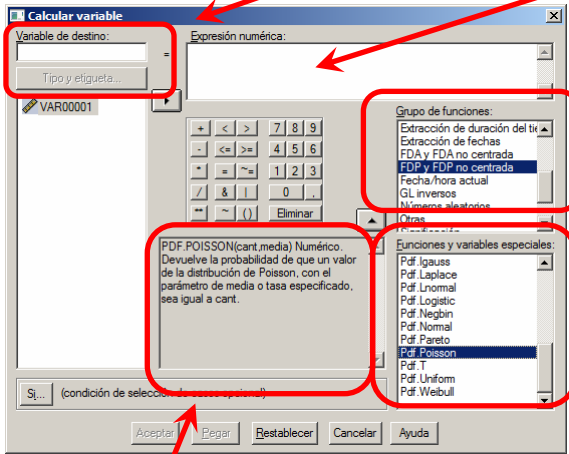 Calcular variable
Variable de destino:
Expresión numérica:
=
Tipo y etiqueta...
VAR00001
+ < > 7 8 9
- <= >= 4 5 6
* = ~= 1 2 3
/ & | 0 .
** ~ () Eliminar
Grupo de funciones:
Extracción de duración del tie
Extracción de fechas
FDA y FDA no centrada
FDP y FDP no centrada
Fecha/hora actual
GL inversos
Números aleatorios
Otras
Significación
PDF.POISSON(cant,media) Numérico.
Devuelve la probabilidad de que un valor
de la distribución de Poisson, con el
parámetro de media o tasa especificado,
sea igual a cant.
Funciones y variables especiales:
Pdf.Igauss
Pdf.Laplace
Pdf.Lnormal
Pdf.Logistic
Pdf.Negbin
Pdf.Normal
Pdf.Pareto
Pdf.Poisson
Pdf.T
Pdf.Uniform
Pdf.Weibull
Si... (condición de selección de casos opcional)
Aceptar Pegar Restablecer Cancelar Ayuda